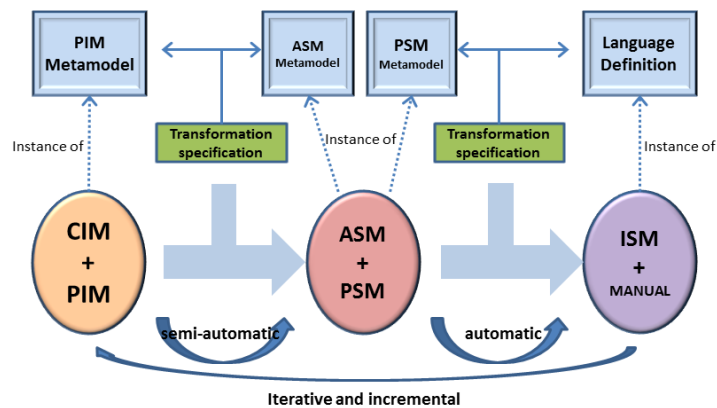 PIM
Metamodel
ASM
Metamodel
PSM
Metamodel
Language
Definition
Instance of
Transformation
specification
Instance of
Transformation
specification
Instance of
CIM
+
PIM
ASM
+
PSM
ISM
+
MANUAL
semi-automatic
automatic
Iterative and incremental